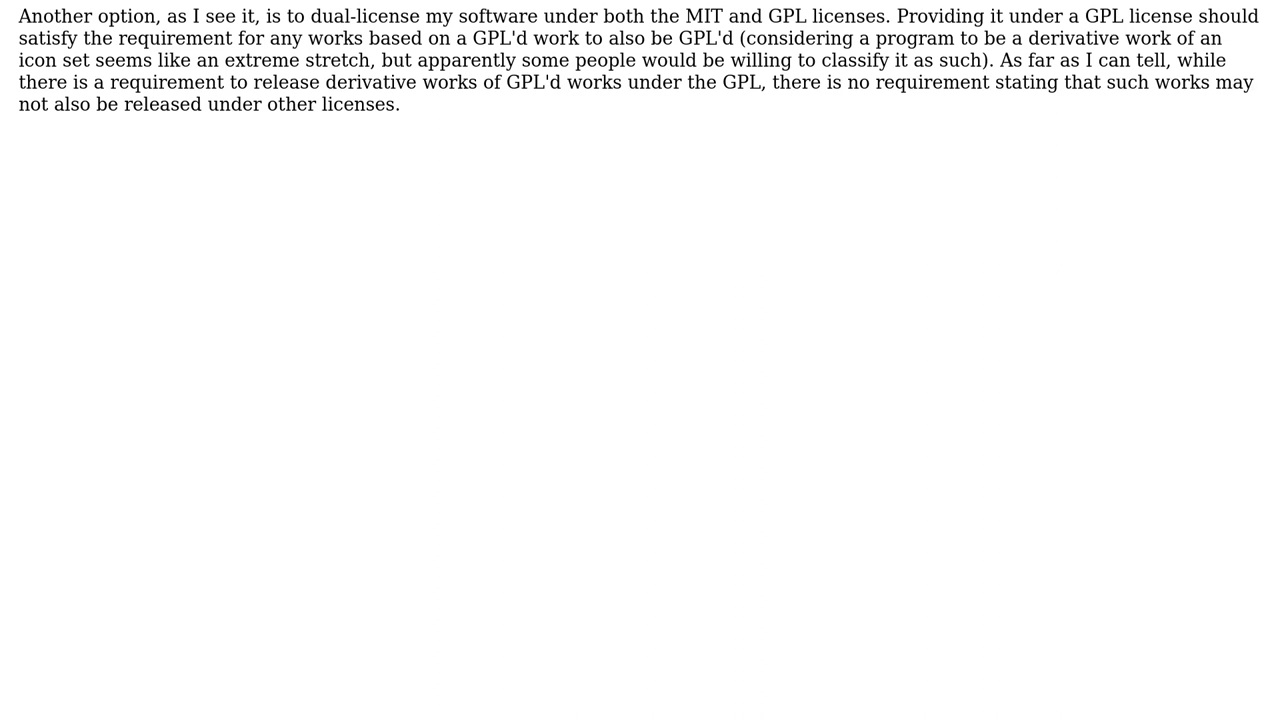 Another option, as I see it, is to dual-license my software under both the MIT and GPL licenses. Providing it under a GPL license should
satisfy the requirement for any works based on a GPL'd work to also be GPL'd (considering a program to be a derivative work of an
icon set seems like an extreme stretch, but apparently some people would be willing to classify it as such). As far as I can tell, while
there is a requirement to release derivative works of GPL'd works under the GPL, there is no requirement stating that such works may
not also be released under other licenses.